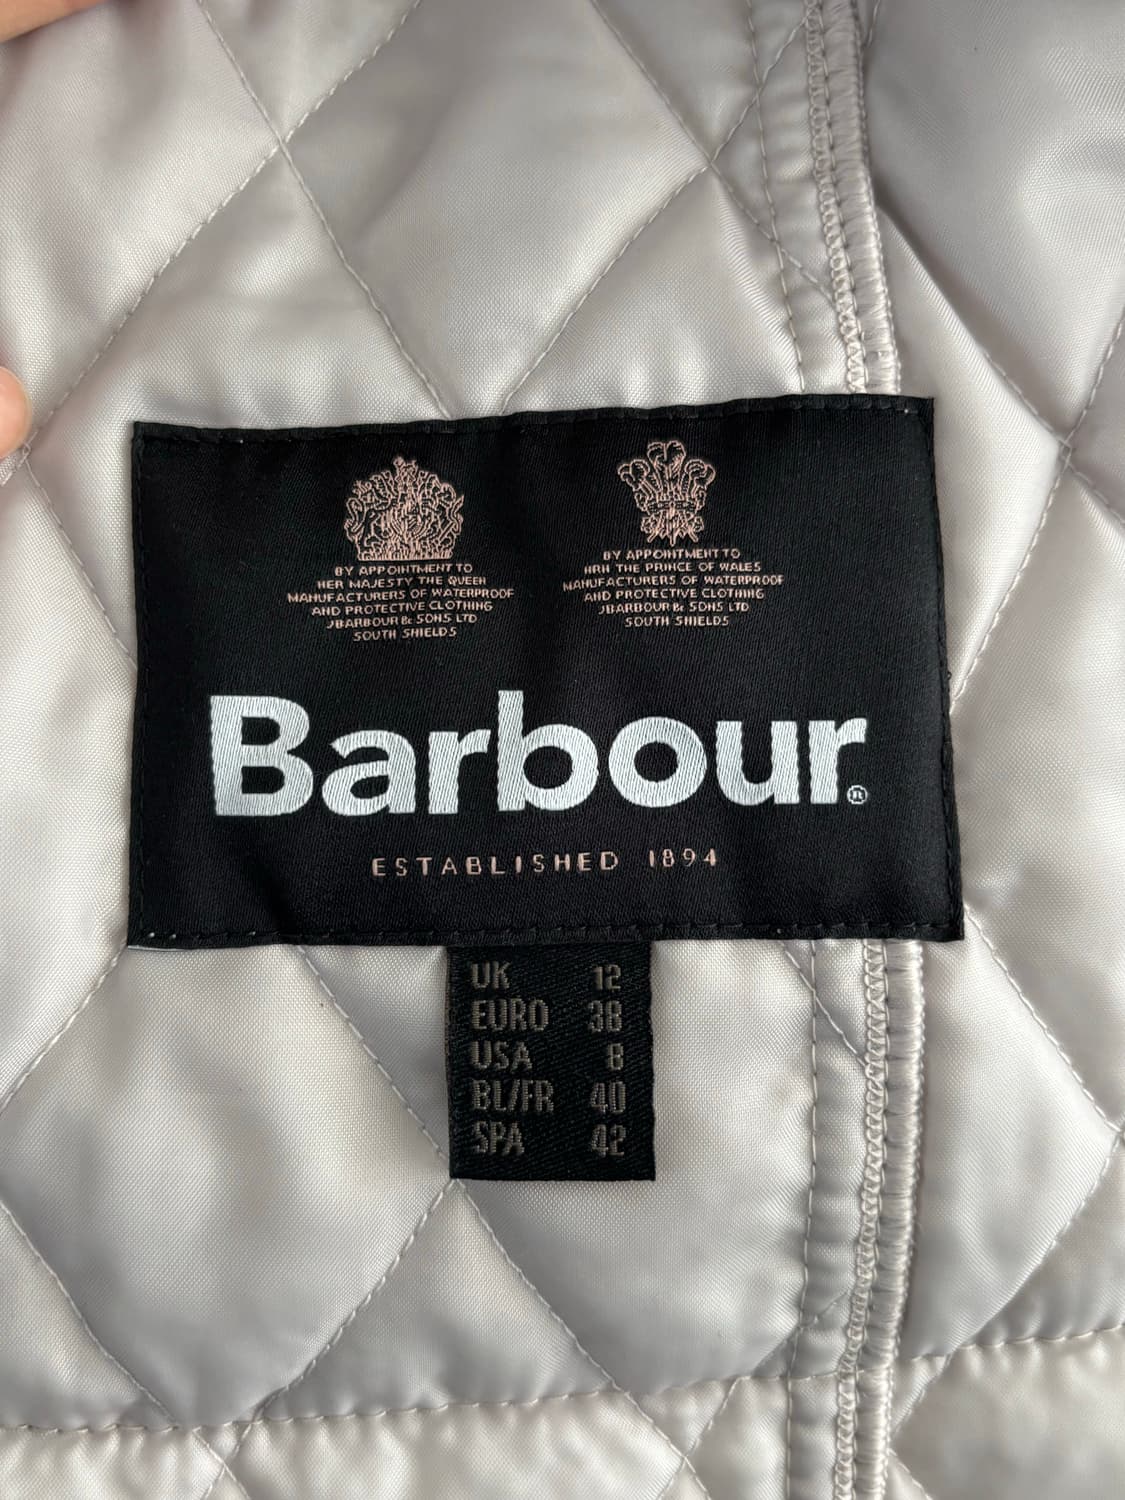 BY APPOINTMENT TO
HER MAJESTY THE QUEEN
MANUFACTURERS OF WATERPROOF
AND PROTECTIVE CLOTHING
JBARBOUR & SONS LTD
SOUTH SHIELDS
BY APPOINTMENT TO
HRH THE PRINCE OF WALES
MANUFACTURERS OF WATERPROOF
AND PROTECTIVE CLOTHING
JBARBOUR & SONS LTD
SOUTH SHIELDS
Barbour®
ESTABLISHED 1894
UK 12
EURO 38
USA 8
BL/FR 40
SPA 42